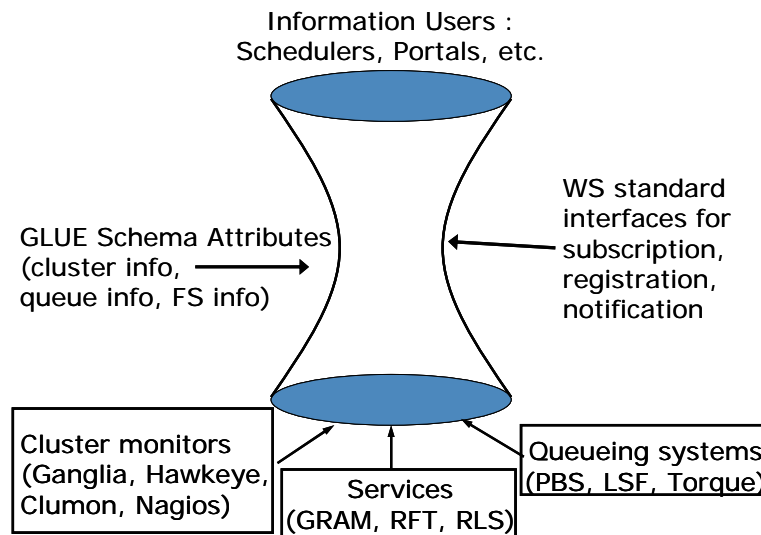 Information Users :
Schedulers, Portals, etc.
GLUE Schema Attributes
(cluster info,
queue info, FS info)
WS standard
interfaces for
subscription,
registration,
notification
Cluster monitors
(Ganglia, Hawkeye,
Clumon, Nagios)
Services
(GRAM, RFT, RLS)
Queueing systems
(PBS, LSF, Torque)